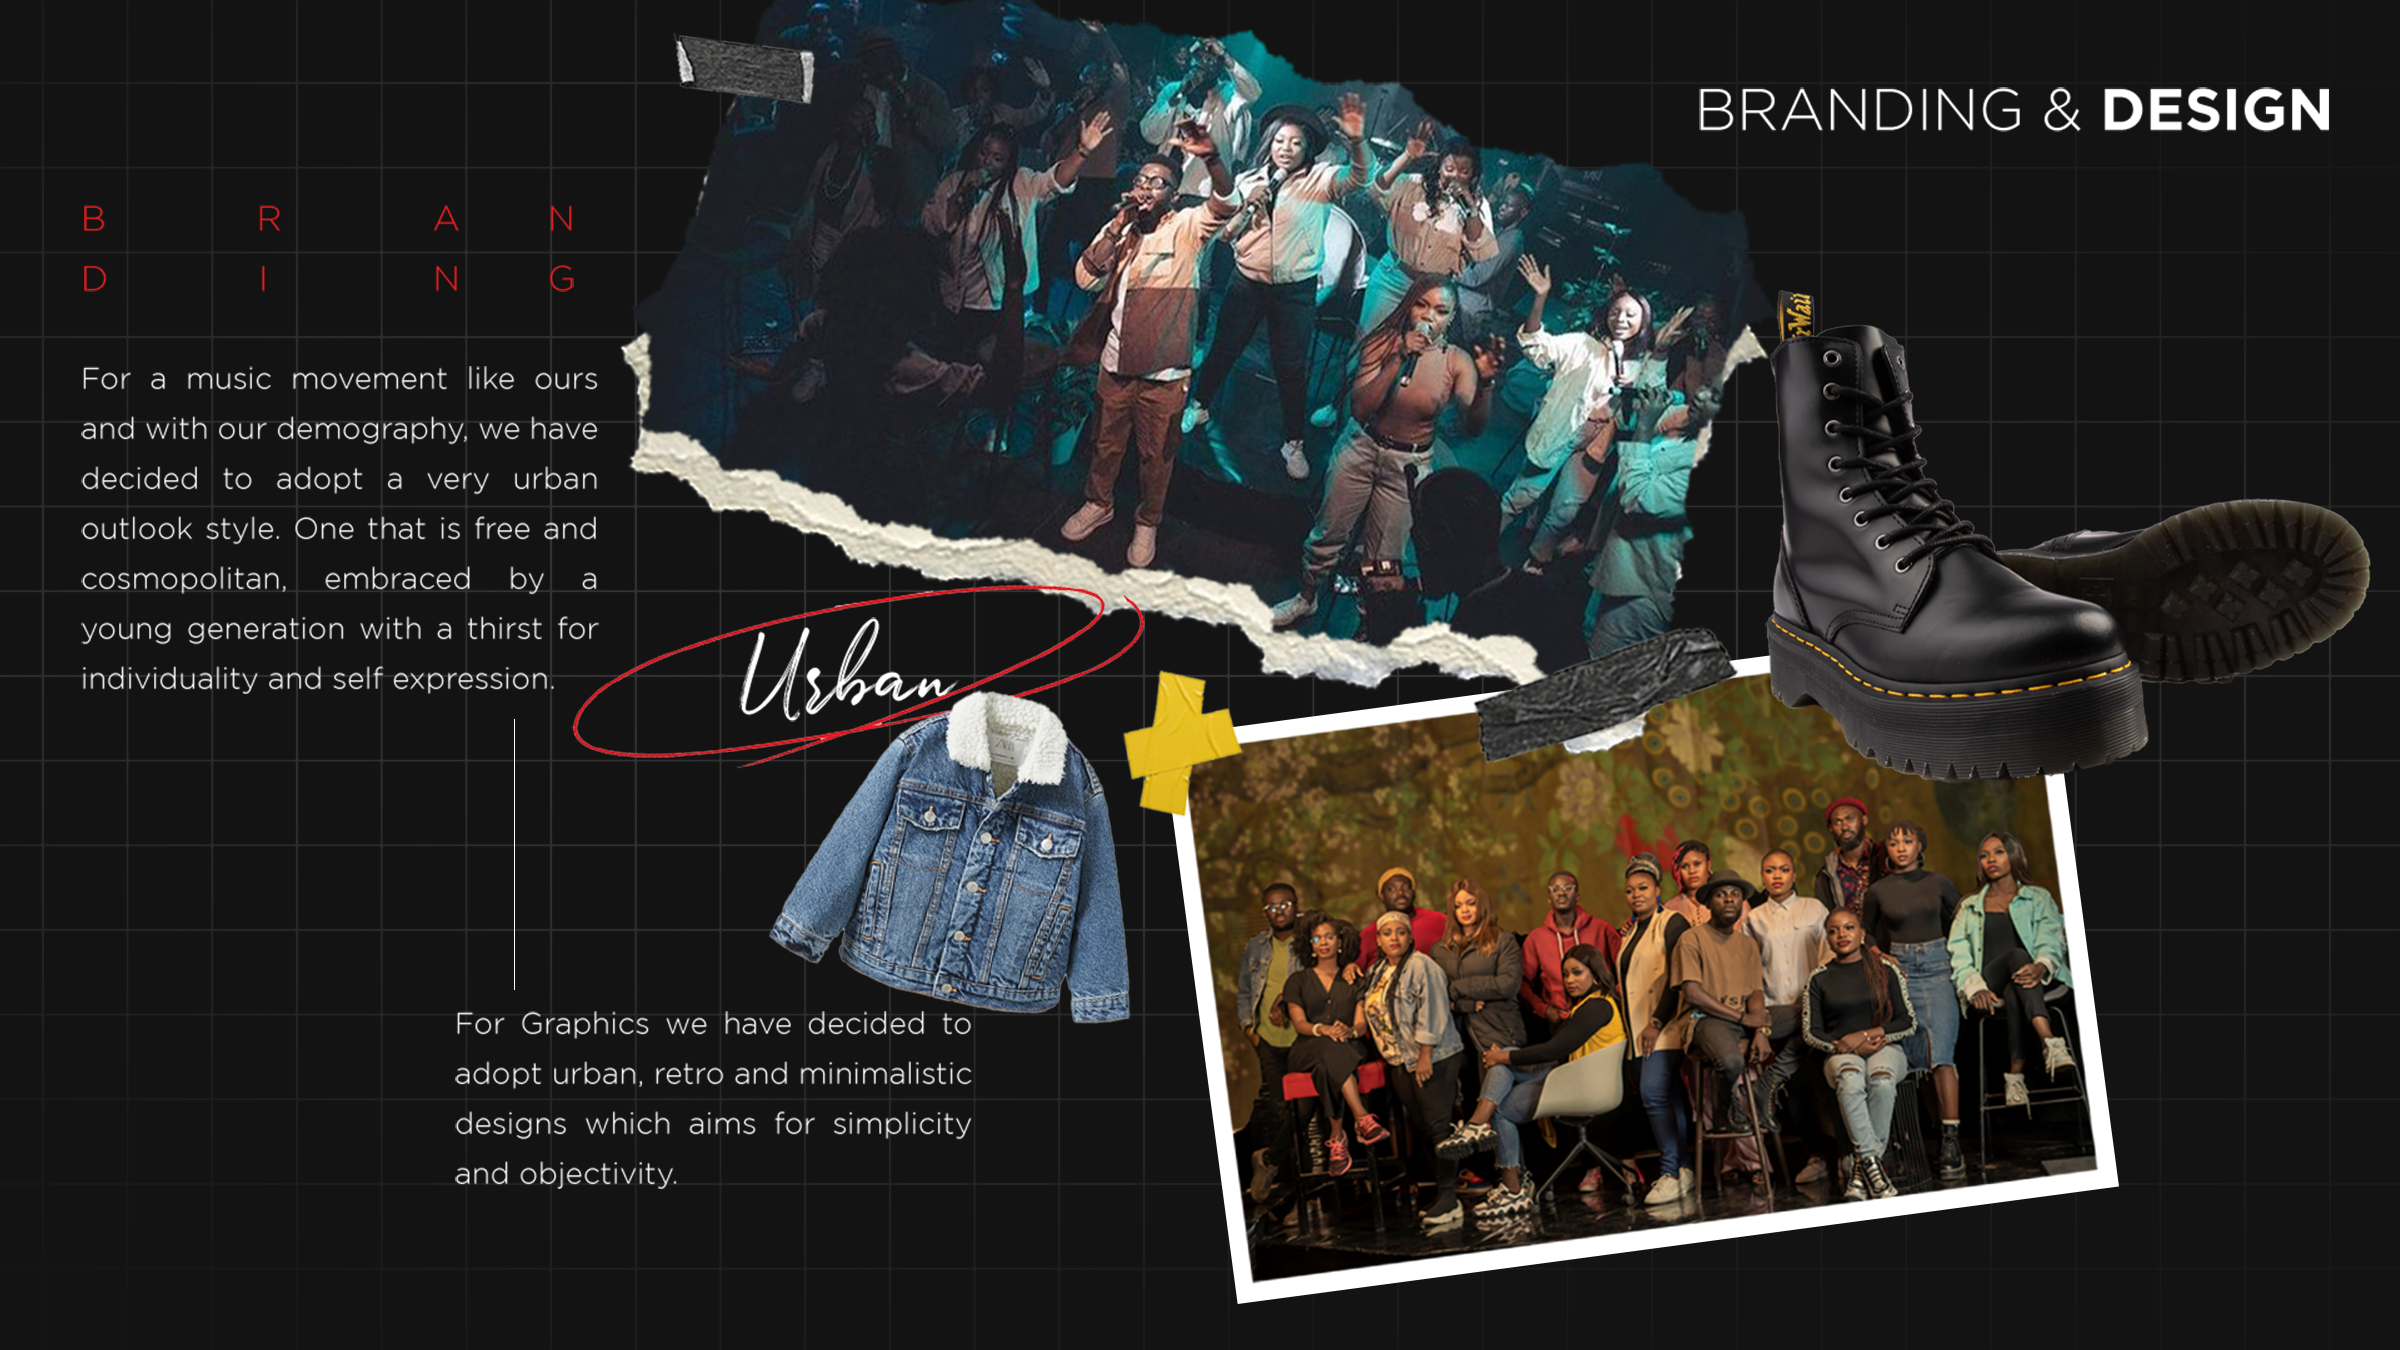 BRANDING & DESIGN
B R A N
D I N G
For a music movement like ours
and with our demography, we have
decided to adopt a very urban
outlook style. One that is free and
cosmopolitan, embraced by a
young generation with a thirst for
individuality and self expression.
Urban
For Graphics we have decided to
adopt urban, retro and minimalistic
designs which aims for simplicity
and objectivity.